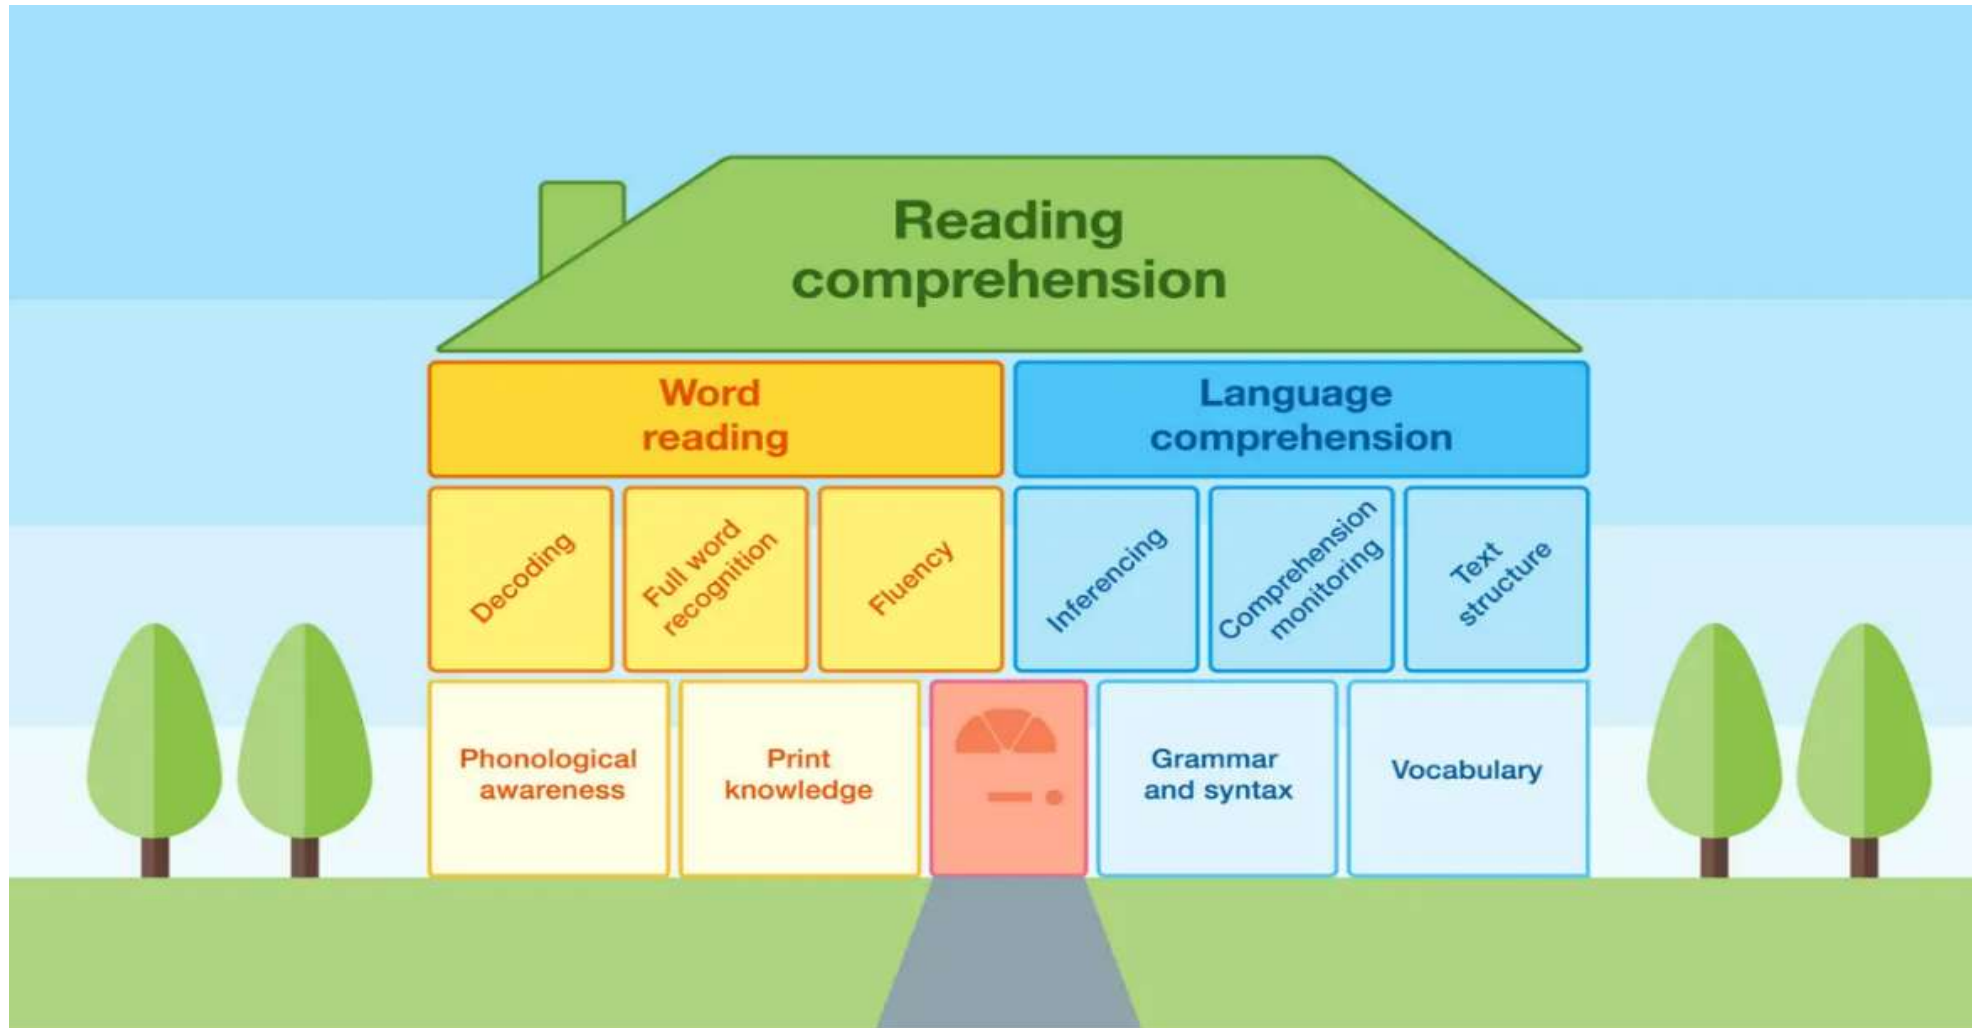 Reading
comprehension
Word
reading
Language
comprehension
Decoding
Full word
recognition
Fluency
Inferencing
Comprehension
monitoring
Text
structure
Phonological
awareness
Print
knowledge
Grammar
and syntax
Vocabulary